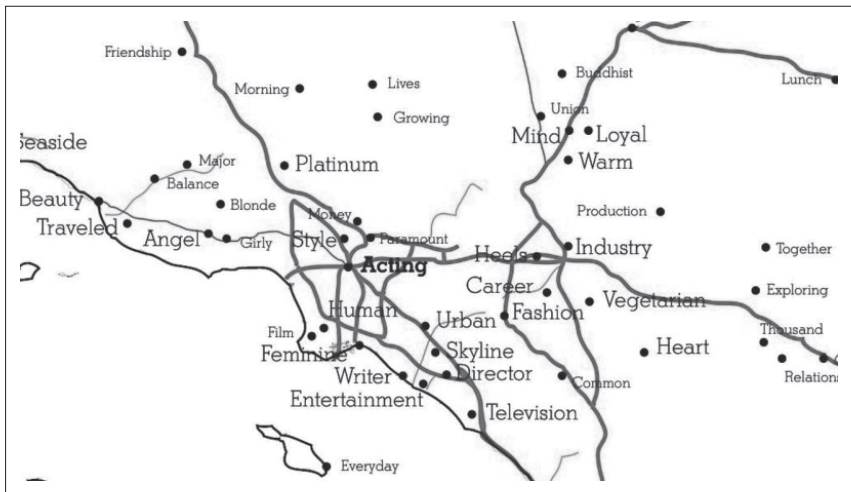 Friendship
Buddhist
Lunch
Lives
Morning
Union
Growing
Mind
Loyal
Seaside
Major
Platinum
Warm
Balance
Beauty
Blonde
Production
Traveled
Money
Angel
Girly
Style
Paramount
Heels
Industry
Together
Acting
Career
Exploring
Human
Fashion
Vegetarian
Film
Urban
Thousand
Feminine
Skyline
Heart
Writer
Director
Common
Relations
Entertainment
Television
Everyday